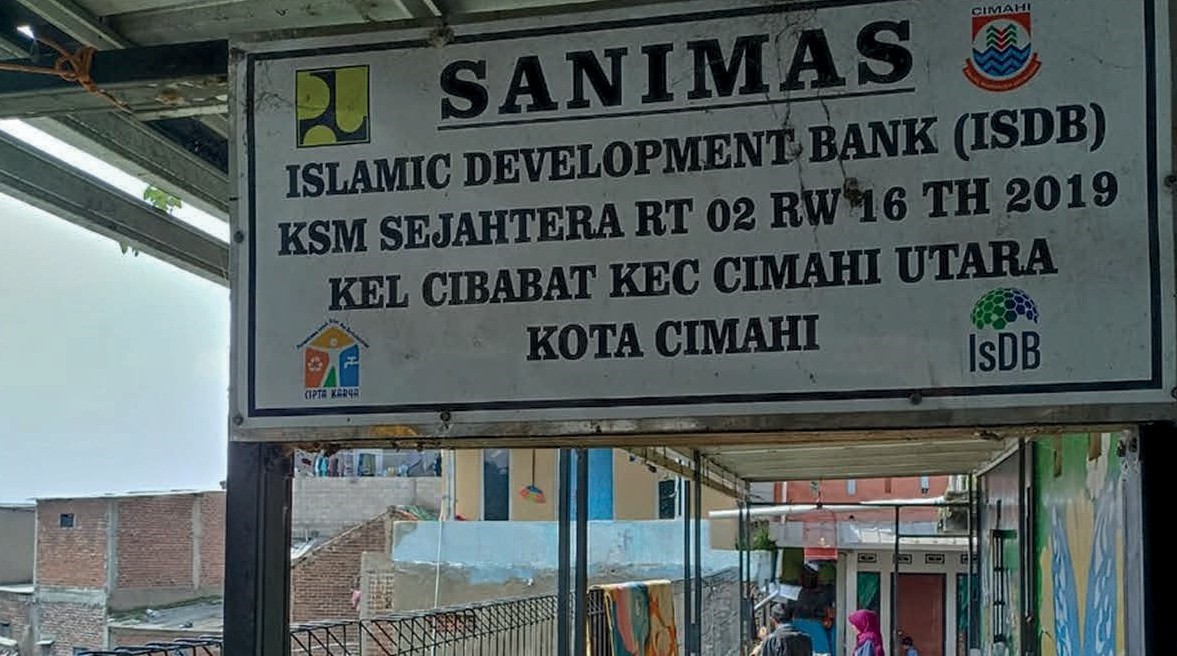 CIMAHI
SANIMAS
ISLAMIC DEVELOPMENT BANK (ISDB)
KSM SEJAHTERA RT 02 RW 16 TH 2019
KEL CIBABAT KEC CIMAHI UTARA
KOTA CIMAHI
CIPTA KARYA
IsDB